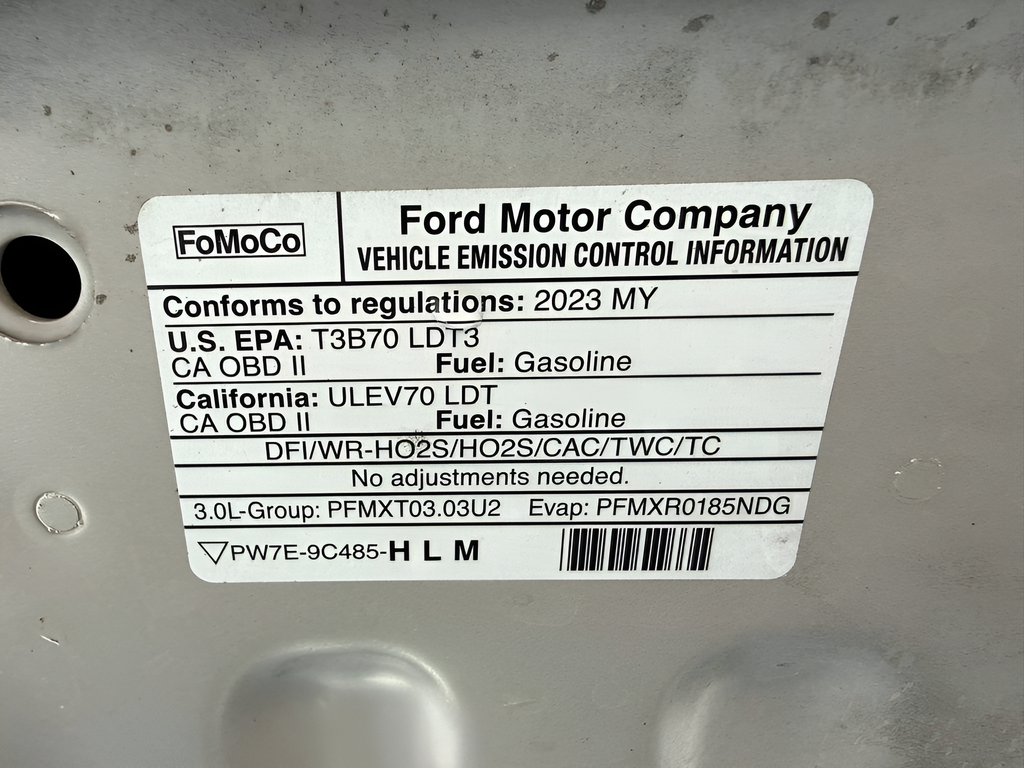 FoMoCo
Ford Motor Company
VEHICLE EMISSION CONTROL INFORMATION
Conforms to regulations: 2023 MY
U.S. EPA: T3B70 LDT3
CA OBD II Fuel: Gasoline
California: ULEV70 LDT
CA OBD II Fuel: Gasoline
DFI/WR-HO2S/HO2S/CAC/TWC/TC
No adjustments needed.
3.0L-Group: PFMXT03.03U2 Evap: PFMXR0185NDG
PW7E-9C485-H L M